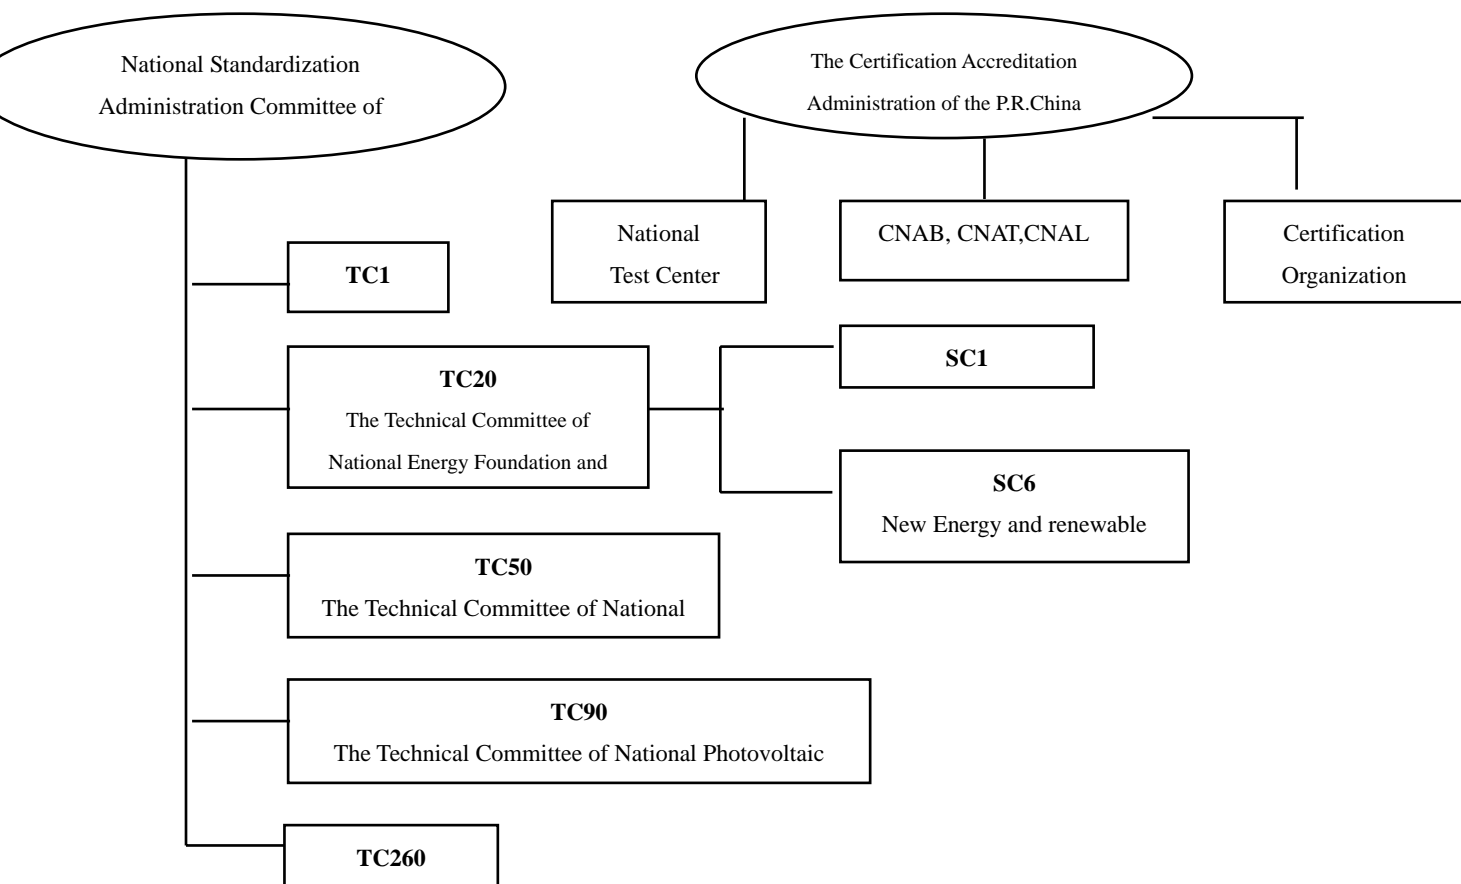 National Standardization
Administration Committee of
The Certification Accreditation
Administration of the P.R.China
National
Test Center
CNAB, CNAT,CNAL
Certification
Organization
TC1
TC20
The Technical Committee of
National Energy Foundation and
SC1
SC6
New Energy and renewable
TC50
The Technical Committee of National
TC90
The Technical Committee of National Photovoltaic
TC260